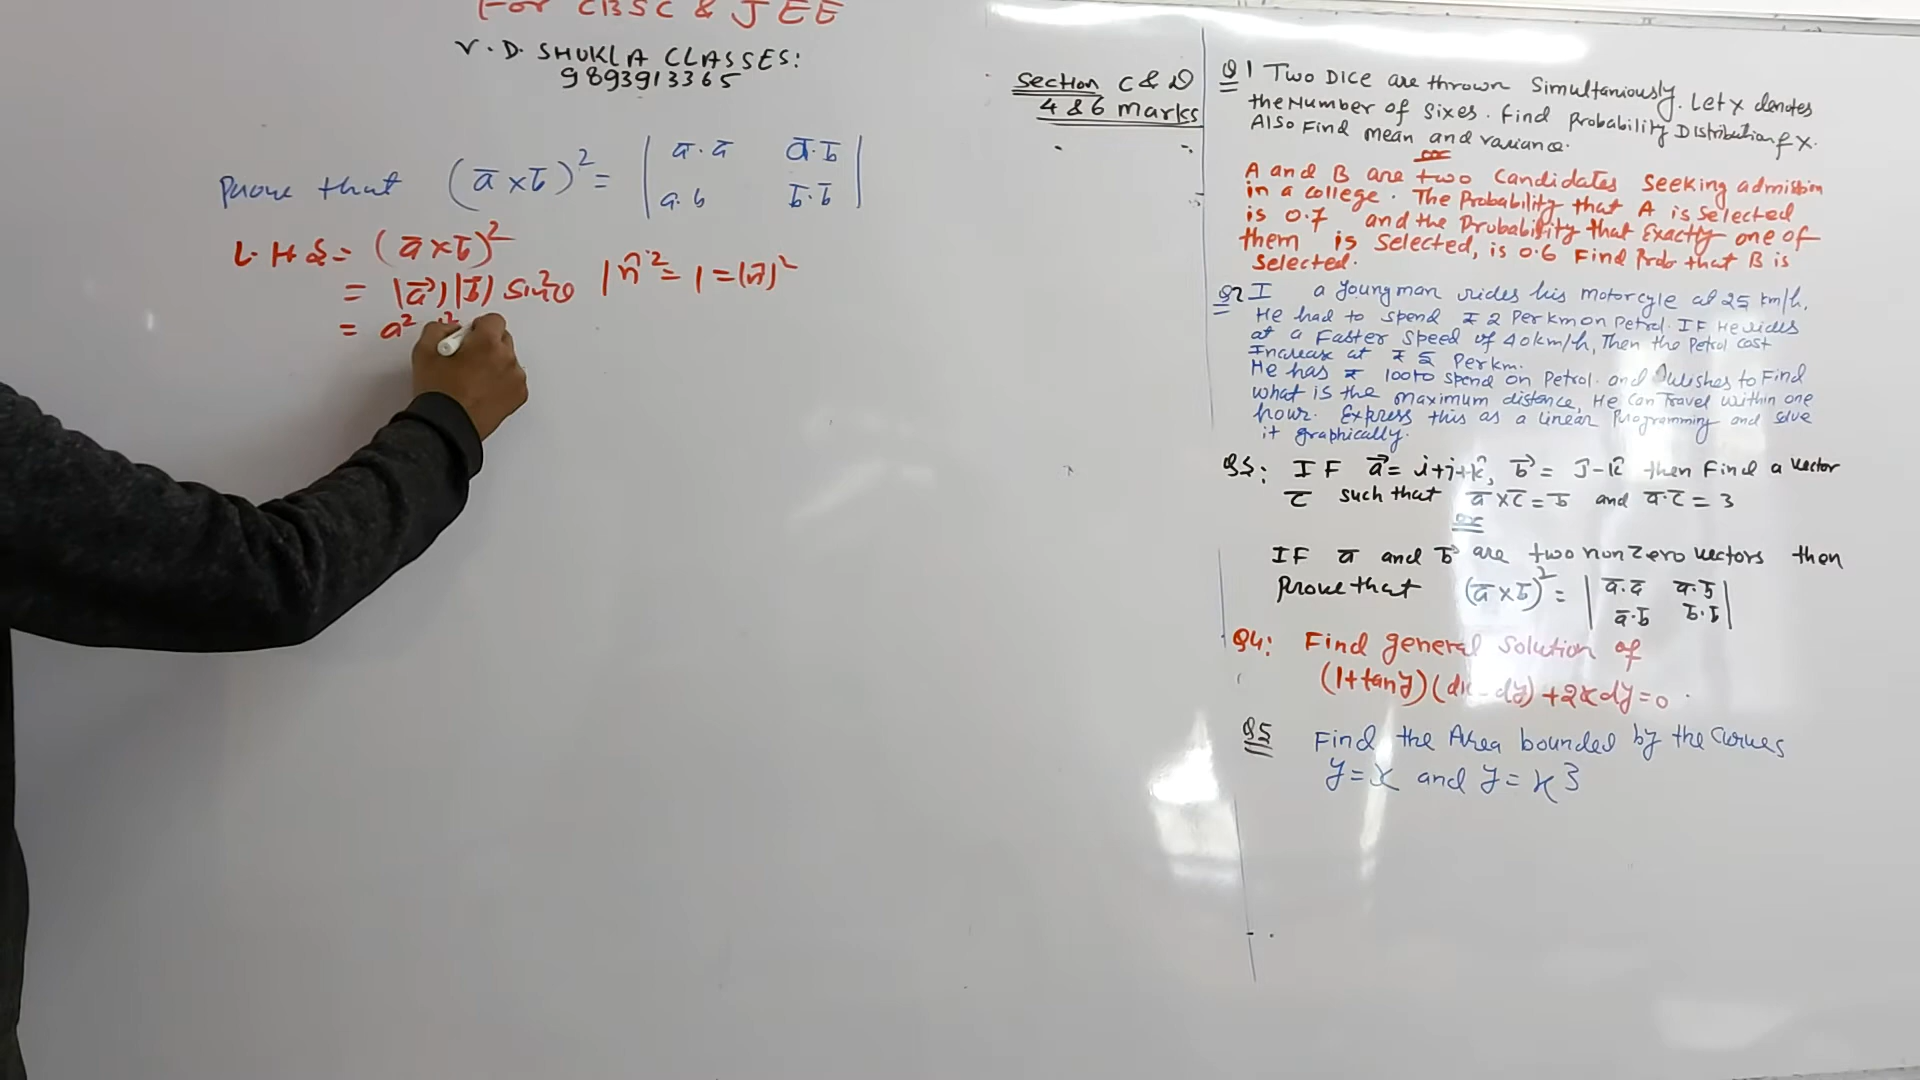 For CBSC & JEE
V. D. SHUKLA CLASSES:
9893913365
Prove that (a̅ × b̅)² = | a̅.a̅ a̅.b̅ |
| a.b b̅.b̅ |
L.H.S = (a̅×b̅)²
= |a⃗| |b̅| sin²θ |n̂|² = 1 = |n̂|²
= a²
Section C & D
4 & 6 Marks
Q1 Two Dice are thrown Simultaniously. Let x denotes
the Number of Sixes. Find Probability Distribution of x.
Also Find mean and variance.
or
A and B are two Candidates Seeking admission
in a college. The Probability that A is Selected
is 0.7 and the Probability that Exactly one of
them is Selected, is 0.6 Find Prob that B is
Selected.
Q2 I a Young man rides his motorcyle at 25 km/h.
He had to spend ₹ 2 Per km on Petrol. IF He rides
at a Faster Speed of 40km/h, Then the Petrol cost
Increase at ₹ 5 Per km.
He has ₹ 100 to spend on Petrol. and wishes to Find
what is the maximum distance, He Can Travel within one
hour. Express this as a linear Programming and solve
it graphically.
Q3: IF a⃗ = i+j+k̂, b⃗ = j-k̂ then Find a vector
c̅ such that a̅×c̅=b̅ and a̅.c̅=3
or
IF a̅ and b⃗ are two non Zero vectors then
Prove that (a̅×b̅)² = | a̅.a̅ a̅.b̅ |
| a̅.b̅ b̅.b̅ |
Q4: Find general Solution of
(1+tany)(dx-dy)+2xdy=0.
Q5 Find the Area bounded by the Curves
y=x and y=x3